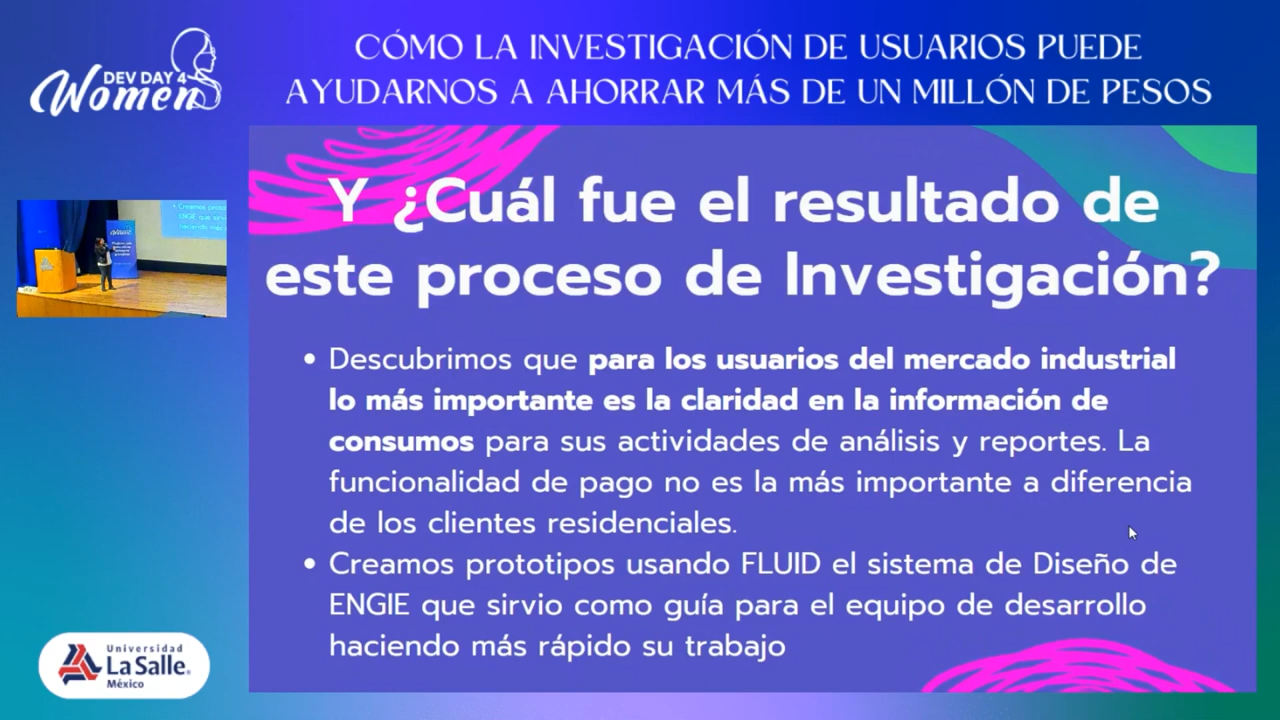 DEV DAY 4
Women
CÓMO LA INVESTIGACIÓN DE USUARIOS PUEDE
AYUDARNOS A AHORRAR MÁS DE UN MILLÓN DE PESOS
Y ¿Cuál fue el resultado de
este proceso de Investigación?
• Descubrimos que para los usuarios del mercado industrial
lo más importante es la claridad en la información de
consumos para sus actividades de análisis y reportes. La
funcionalidad de pago no es la más importante a diferencia
de los clientes residenciales.
• Creamos prototipos usando FLUID el sistema de Diseño de
ENGIE que sirvio como guía para el equipo de desarrollo
haciendo más rápido su trabajo
Universidad
La Salle®
México